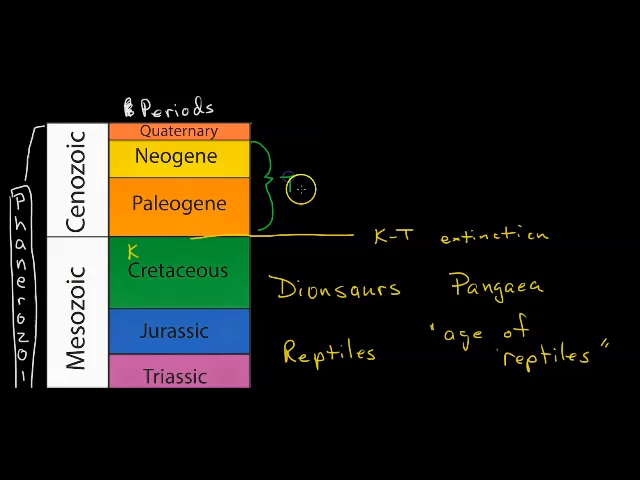 Periods
Quaternary
Neogene
Paleogene
Cenozoic
T
K-T extinction
K
Cretaceous
Jurassic
Triassic
Mesozoic
Phanerozoi
Dionsaurs Pangaea
Reptiles
"age of
reptiles"